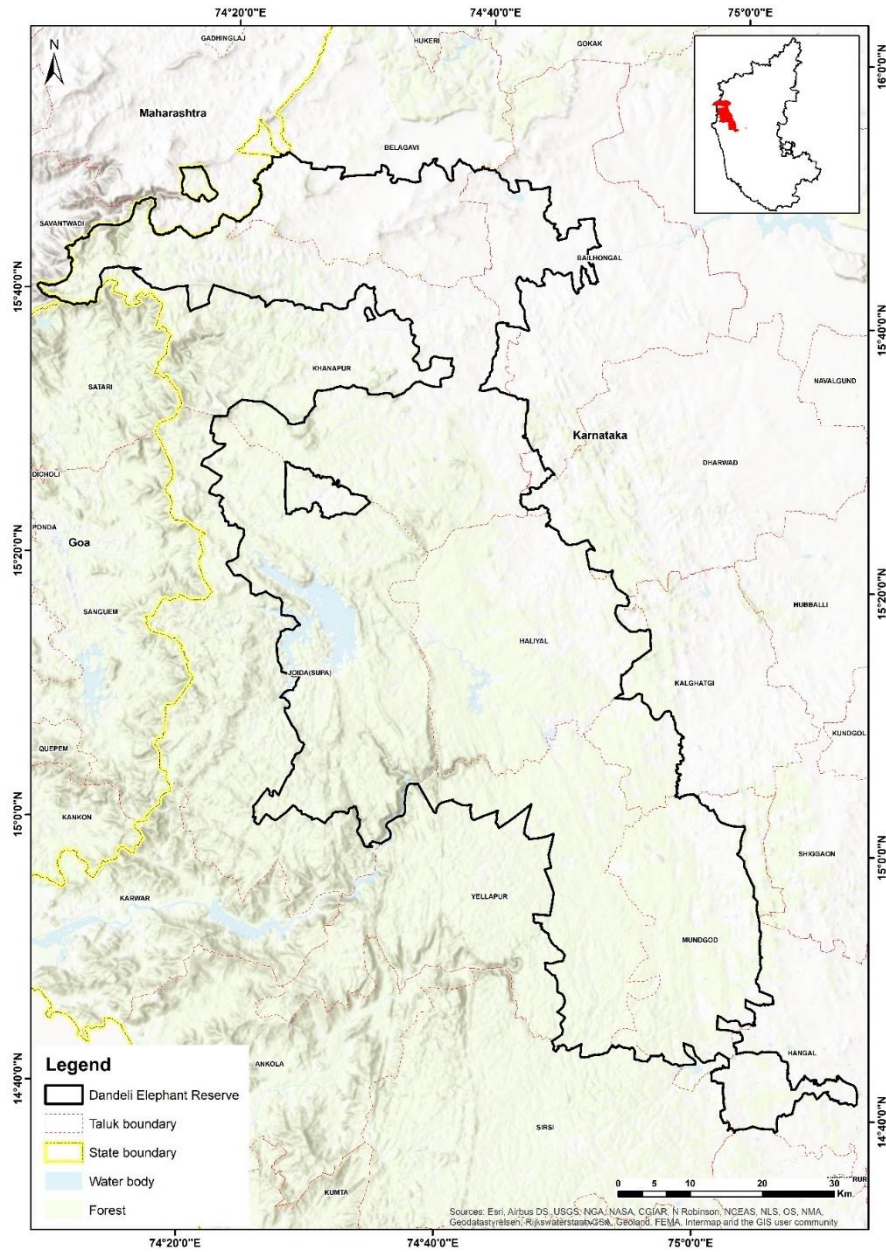 74°20'0"E
74°40'0"E
75°0'0"E
N
GADHINGLAJ
HUKERI
GOKAK
16°0'0"N
Maharashtra
BELAGAVI
SAVANTWADI
BAILHONGAL
15°40'0"N
15°40'0"N
KHANAPUR
SATARI
NAVALGUND
Karnataka
DHARWAD
DICHOLI
PONDA
Goa
15°20'0"N
15°20'0"N
SANGUEM
HUBBALLI
HALIYAL
JOIDA(SUPA)
KALGHATGI
KUNDGOL
QUEPEM
15°0'0"N
KANKON
15°0'0"N
SHIGGAON
KARWAR
YELLAPUR
MUNDGOD
HANGAL
14°40'0"N
ANKOLA
14°40'0"N
SIRSI
KUMTA
Legend
Dandeli Elephant Reserve
Taluk boundary
State boundary
Water body
Forest
0 5 10 20 30
Km
Sources: Esri, Airbus DS, USGS, NGA, NASA, CGIAR, N Robinson, NCEAS, NLS, OS, NMA,
Geodatastyrelsen, Rijkswaterstaat, GSA, Geoland, FEMA, Intermap and the GIS user community
74°20'0"E
74°40'0"E
75°0'0"E